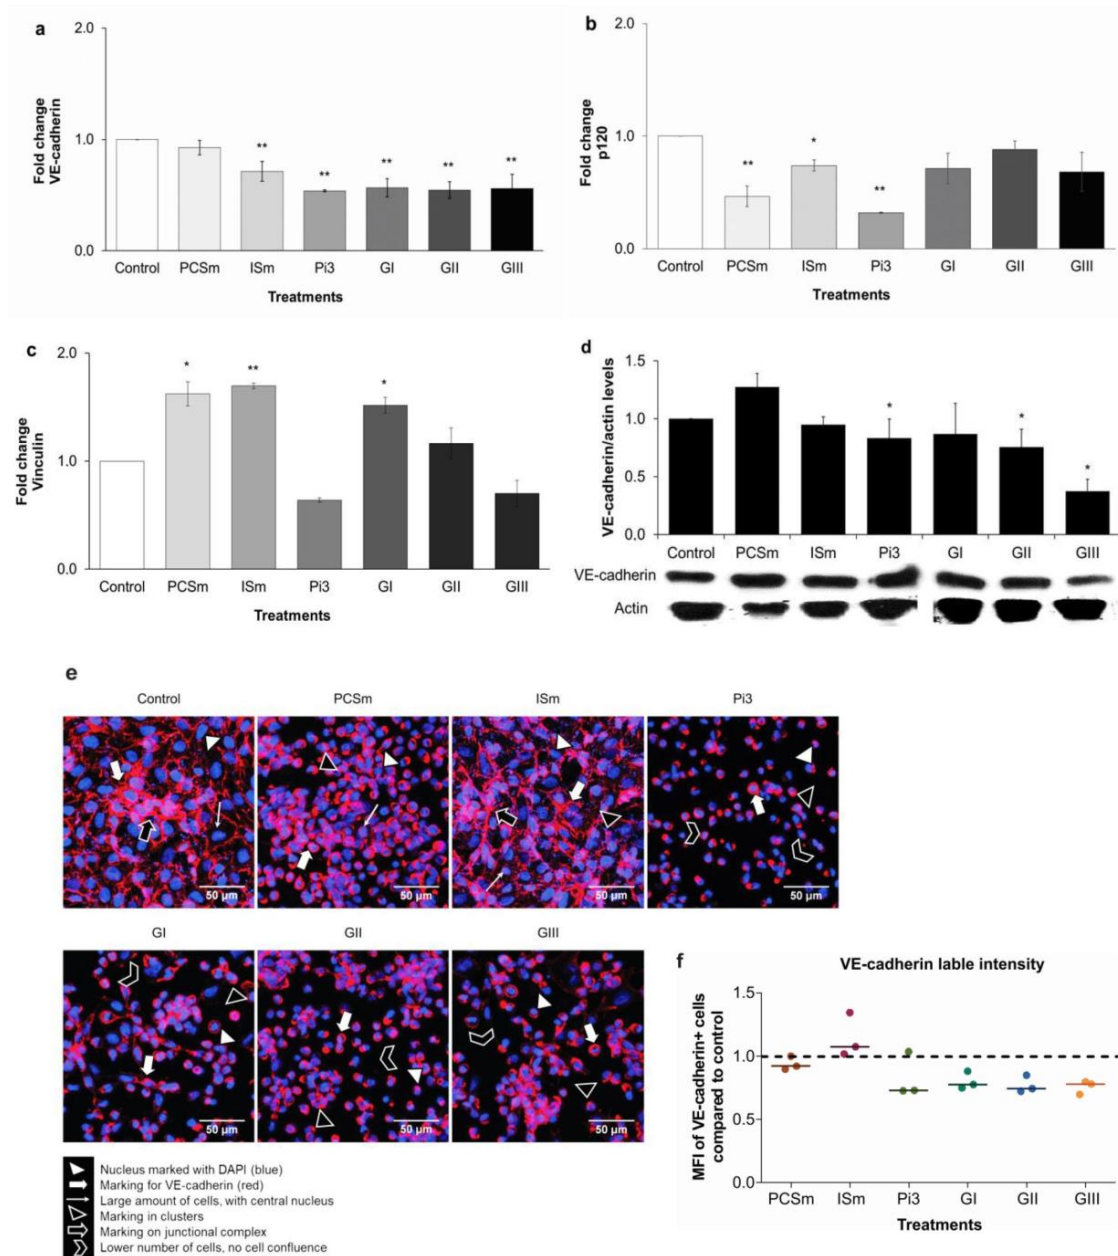 a
2.0
1.0
0.0
Fold change
VE-cadherin
**
**
**
**
**
Control PCSm ISm Pi3 GI GII GIII
Treatments
b
2.0
1.0
0.0
Fold change
p120
**
*
**
Control PCSm ISm Pi3 GI GII GIII
Treatments
c
2.0
1.0
0.0
Fold change
Vinculin
*
**
*
Control PCSm ISm Pi3 GI GII GIII
Treatments
d
1.5
1.0
0.5
0.0
VE-cadherin/actin levels
*
*
*
Control PCSm ISm Pi3 GI GII GIII
VE-cadherin
Actin
e
Control PCSm ISm Pi3
50 µm 50 µm 50 µm 50 µm
GI GII GIII
50 µm 50 µm 50 µm
Nucleus marked with DAPI (blue)
Marking for VE-cadherin (red)
Large amount of cells, with central nucleus
Marking in clusters
Marking on junctional complex
Lower number of cells, no cell confluence
f
VE-cadherin lable intensity
1.5
1.0
0.5
0.0
MFI of VE-cadherin+ cells
compared to control
PCSm ISm Pi3 GI GII GIII
Treatments